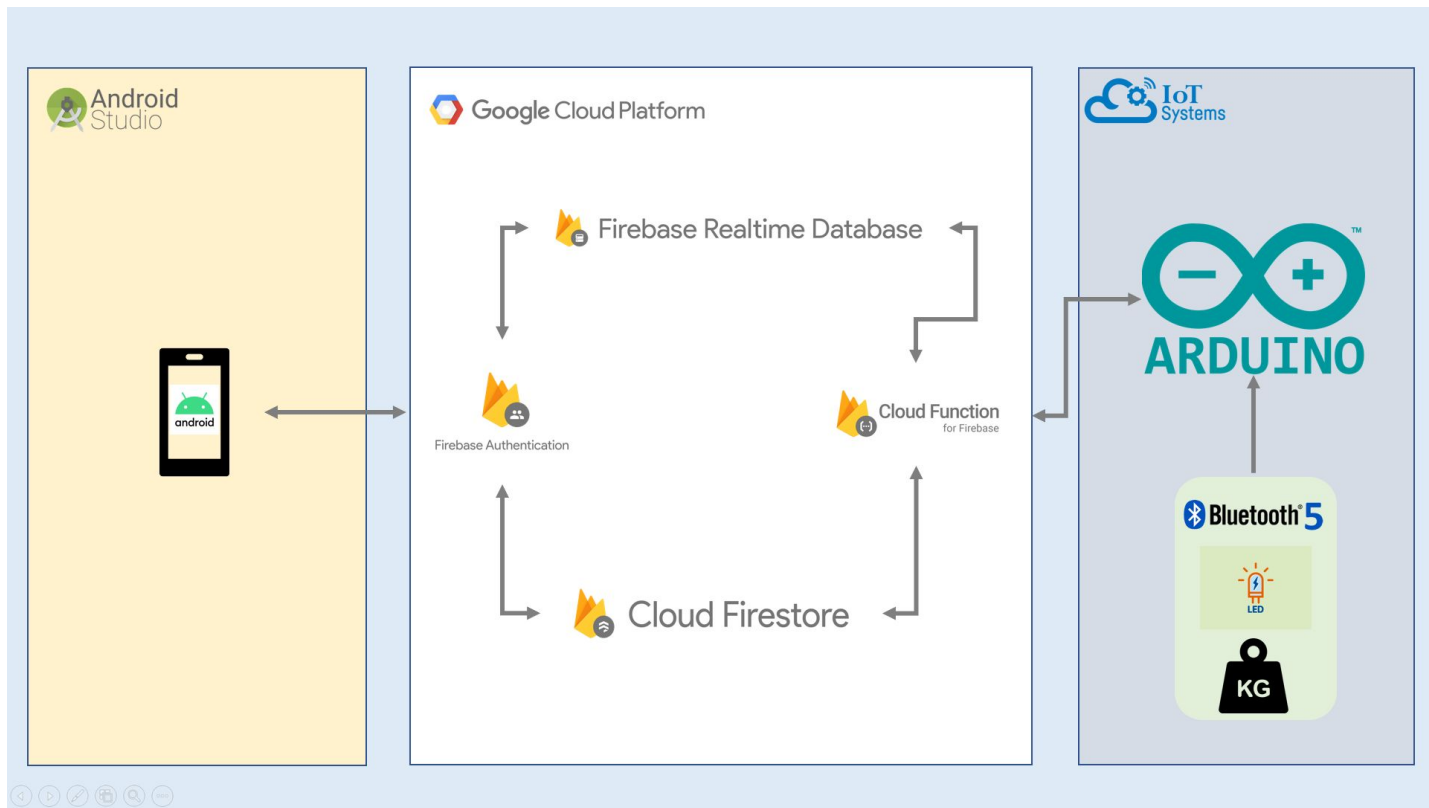 Android
Studio
android
Google Cloud Platform
Firebase Realtime Database
Firebase Authentication
Cloud Function
for Firebase
Cloud Firestore
IoT
Systems
TM
ARDUINO
Bluetooth® 5
LED
KG